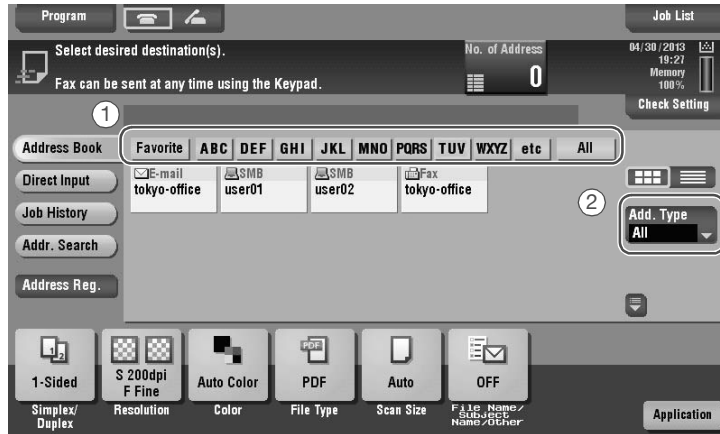 Program
Job List
Select desired destination(s).
No. of Address
0
Fax can be sent at any time using the Keypad.
04/30/2013
19:27
Memory
100%
Check Setting
1
Address Book
Favorite ABC DEF GHI JKL MNO PQRS TUV WXYZ etc All
Direct Input
Job History
Addr. Search
Address Reg.
E-mail
tokyo-office
SMB
user01
SMB
user02
Fax
tokyo-office
2
Add. Type
All
1 2
1-Sided
Simplex/
Duplex
S 200dpi
F Fine
Resolution
Auto Color
Color
PDF
PDF
File Type
Auto
Scan Size
OFF
File Name/
Subject
Name/Other
Application